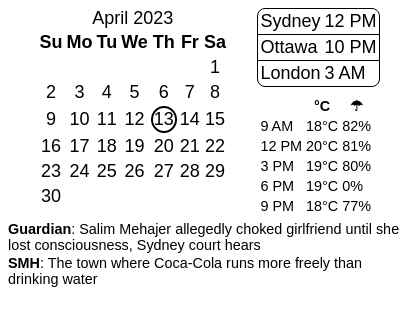 April 2023
Su Mo Tu We Th Fr Sa
1
2 3 4 5 6 7 8
9 10 11 12 13 14 15
16 17 18 19 20 21 22
23 24 25 26 27 28 29
30
Sydney 12 PM
Ottawa 10 PM
London 3 AM
°C ☂
9 AM 18°C 82%
12 PM 20°C 81%
3 PM 19°C 80%
6 PM 19°C 0%
9 PM 18°C 77%
Guardian: Salim Mehajer allegedly choked girlfriend until she
lost consciousness, Sydney court hears
SMH: The town where Coca-Cola runs more freely than
drinking water